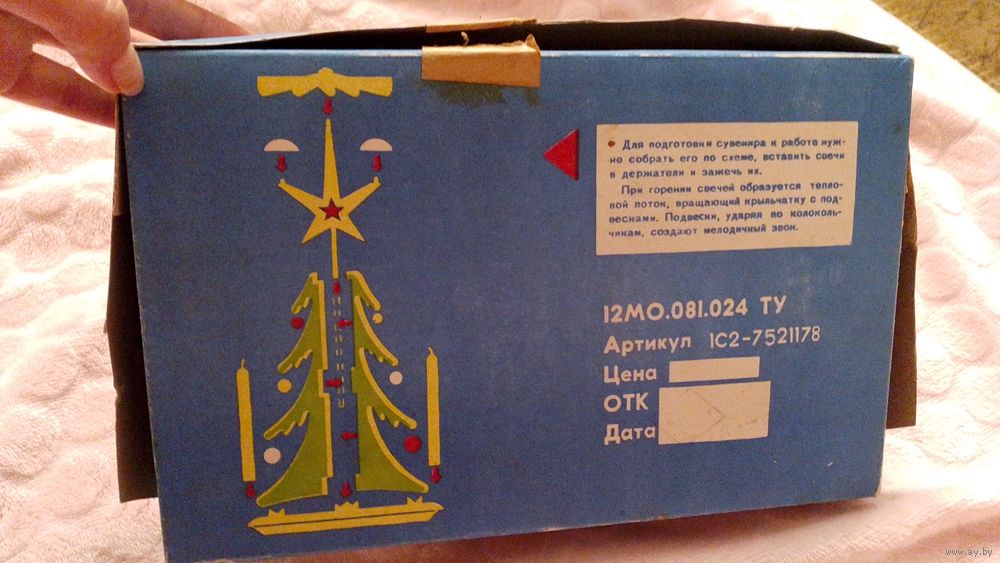 • Для подготовки сувенира к работе нуж-
но собрать его по схеме, вставить свечи
в держатели и зажечь их.
При горении свечей образуется тепло-
вой поток, вращающий крыльчатку с под-
весками. Подвески, ударяя по колоколь-
чикам, создают мелодичный звон.
12МО.081.024 ТУ
Артикул 1С2-7521178
Цена
ОТК
Дата
www.ay.by